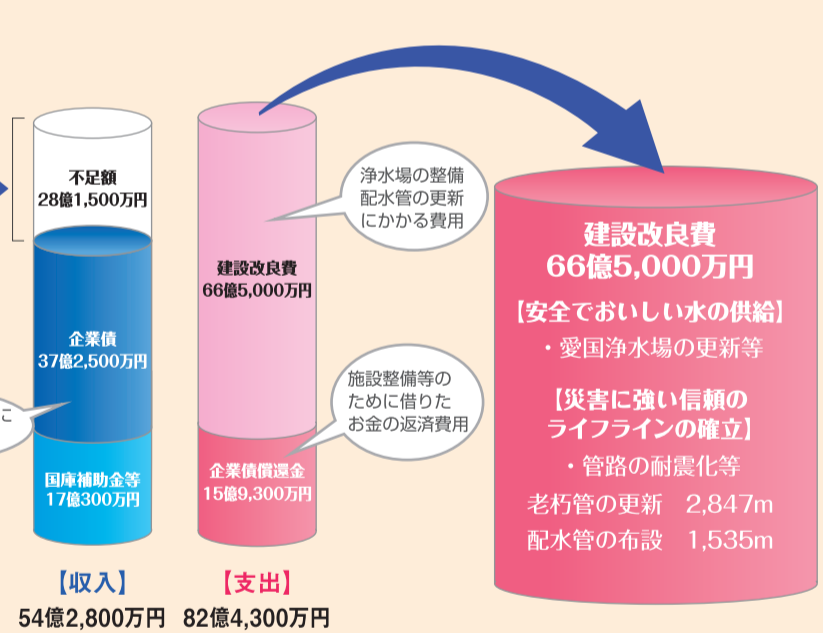 不足額
28億1,500万円
企業債
37億2,500万円
に
国庫補助金等
17億300万円
【収入】
54億2,800万円
建設改良費
66億5,000万円
企業債償還金
15億9,300万円
【支出】
82億4,300万円
浄水場の整備
配水管の更新
にかかる費用
施設整備等の
ために借りた
お金の返済費用
建設改良費
66億5,000万円
【安全でおいしい水の供給】
・愛国浄水場の更新等
【災害に強い信頼の
ライフラインの確立】
・管路の耐震化等
老朽管の更新　2,847m
配水管の布設　1,535m